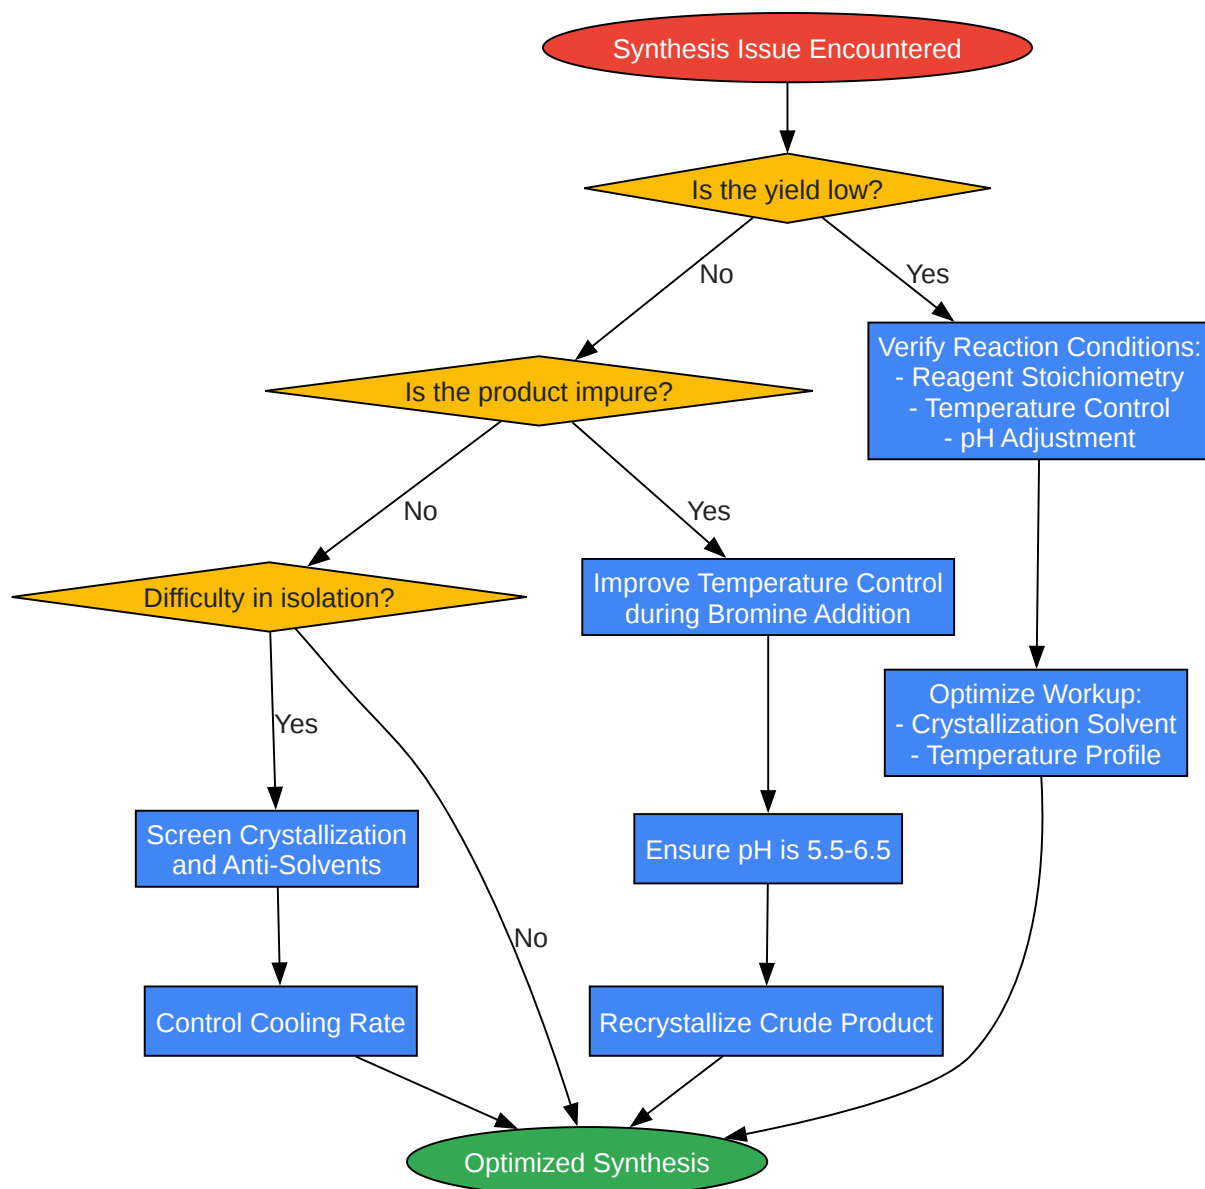 Synthesis Issue Encountered
Is the yield low?
No
Yes
Verify Reaction Conditions:
- Reagent Stoichiometry
- Temperature Control
- pH Adjustment
Is the product impure?
No
Yes
Difficulty in isolation?
Improve Temperature Control
during Bromine Addition
Optimize Workup:
- Crystallization Solvent
- Temperature Profile
Yes
Screen Crystallization
and Anti-Solvents
Ensure pH is 5.5-6.5
No
Control Cooling Rate
Recrystallize Crude Product
Optimized Synthesis